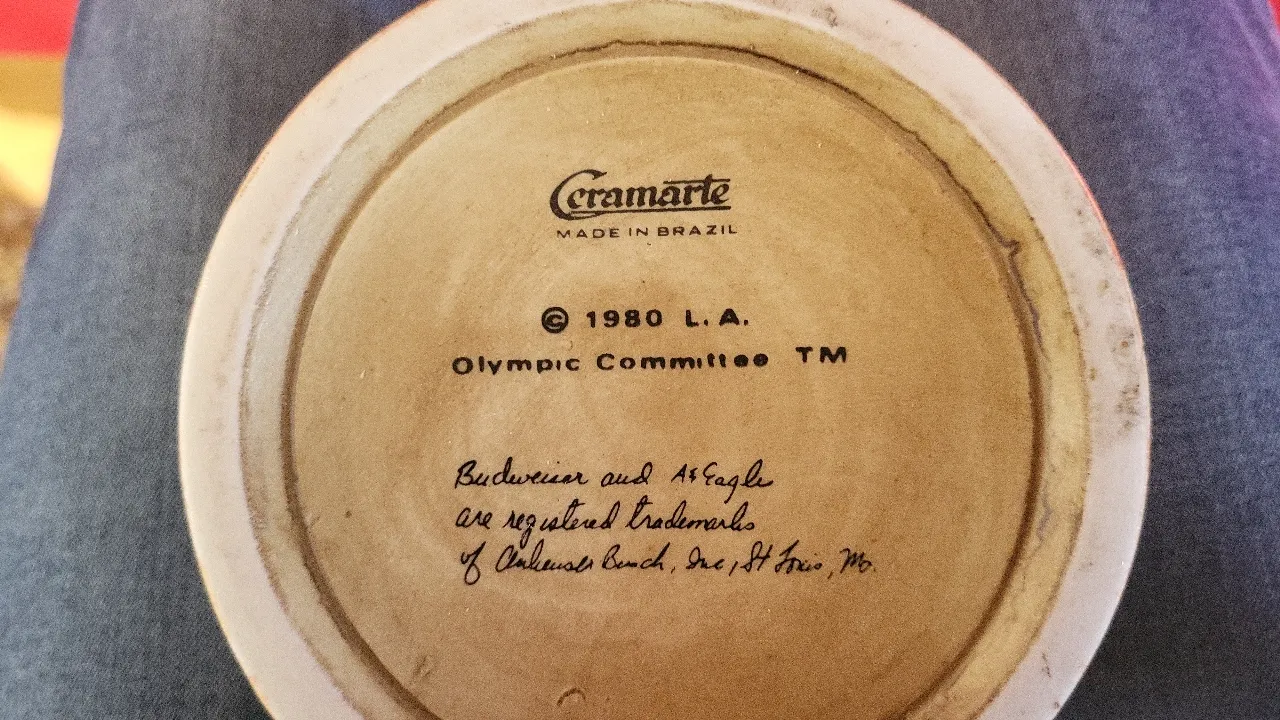 Ceramarte
MADE IN BRAZIL
© 1980 L.A.
Olympic Committee TM
Budweiser and A&Eagle
are registered trademarks
of Anheuser Busch, Inc, St Louis, Mo.